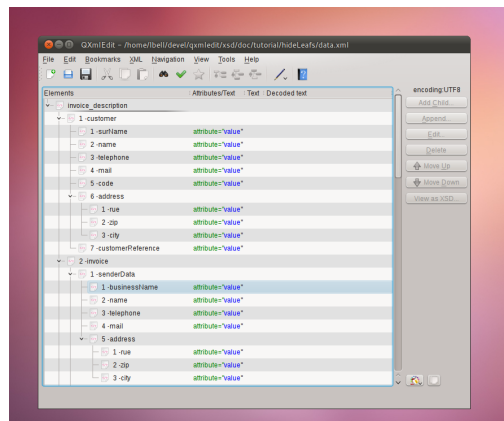 QXmlEdit - /home/lbell/devel/qxmledit/xsd/doc/tutorial/hideLeafs/data.xml
File Edit Bookmarks XML Navigation View Tools Help
Elements Attributes/Text Text Decoded text
encoding:UTF8
invoice_description
Add Child...
1 -customer
Append...
1 -surName attribute="value"
Edit...
2 -name attribute="value"
Delete
3 -telephone attribute="value"
4 -mail attribute="value"
Move Up
5 -code attribute="value"
Move Down
6 -address
View as XSD...
1 -rue attribute="value"
2 -zip attribute="value"
3 -city attribute="value"
7 -customerReference attribute="value"
2 -invoice
1 -senderData
1 -businessName attribute="value"
2 -name attribute="value"
3 -telephone attribute="value"
4 -mail attribute="value"
5 -address
1 -rue attribute="value"
2 -zip attribute="value"
3 -city attribute="value"